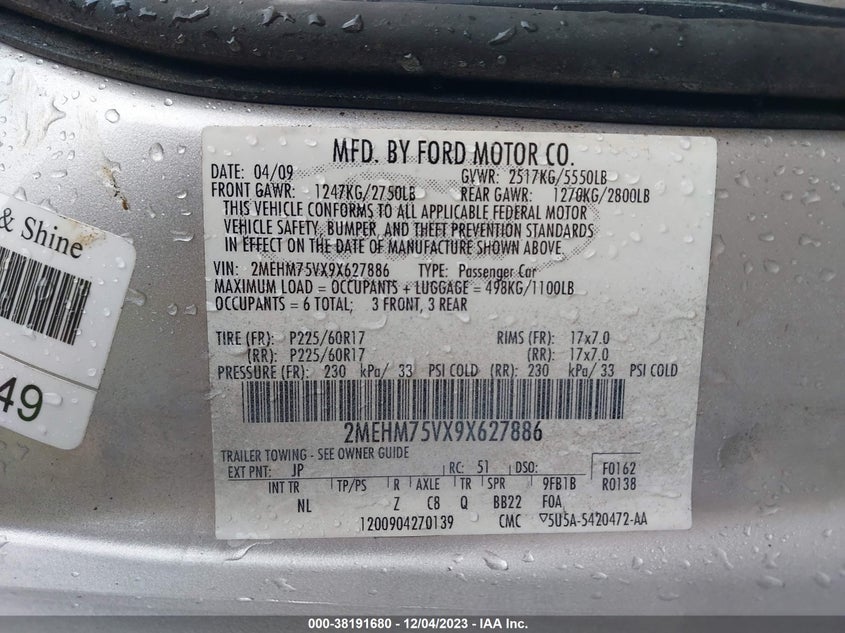 MFD. BY FORD MOTOR CO.
DATE: 04/09 GVWR: 2517KG/5550LB
FRONT GAWR: 1247KG/2750LB REAR GAWR: 1270KG/2800LB
THIS VEHICLE CONFORMS TO ALL APPLICABLE FEDERAL MOTOR
VEHICLE SAFETY, BUMPER, AND THEFT PREVENTION STANDARDS
IN EFFECT ON THE DATE OF MANUFACTURE SHOWN ABOVE.
VIN: 2MEHM75VX9X627886 TYPE: Passenger Car
MAXIMUM LOAD = OCCUPANTS + LUGGAGE = 498KG/1100LB
OCCUPANTS = 6 TOTAL; 3 FRONT, 3 REAR
TIRE (FR): P225/60R17 RIMS (FR): 17x7.0
(RR): P225/60R17 (RR): 17x7.0
PRESSURE (FR): 230 kPa/ 33 PSI COLD (RR): 230 kPa/ 33 PSI COLD
2MEHM75VX9X627886
TRAILER TOWING - SEE OWNER GUIDE
EXT PNT: JP RC: 51 DSO: F0162
INT TR TP/PS R AXLE TR SPR 9FB1B R0138
NL Z C8 Q BB22 FOA
1200904270139 CMC ▽5U5A-5420472-AA
& Shine
49
000-38191680 - 12/04/2023 - IAA Inc.